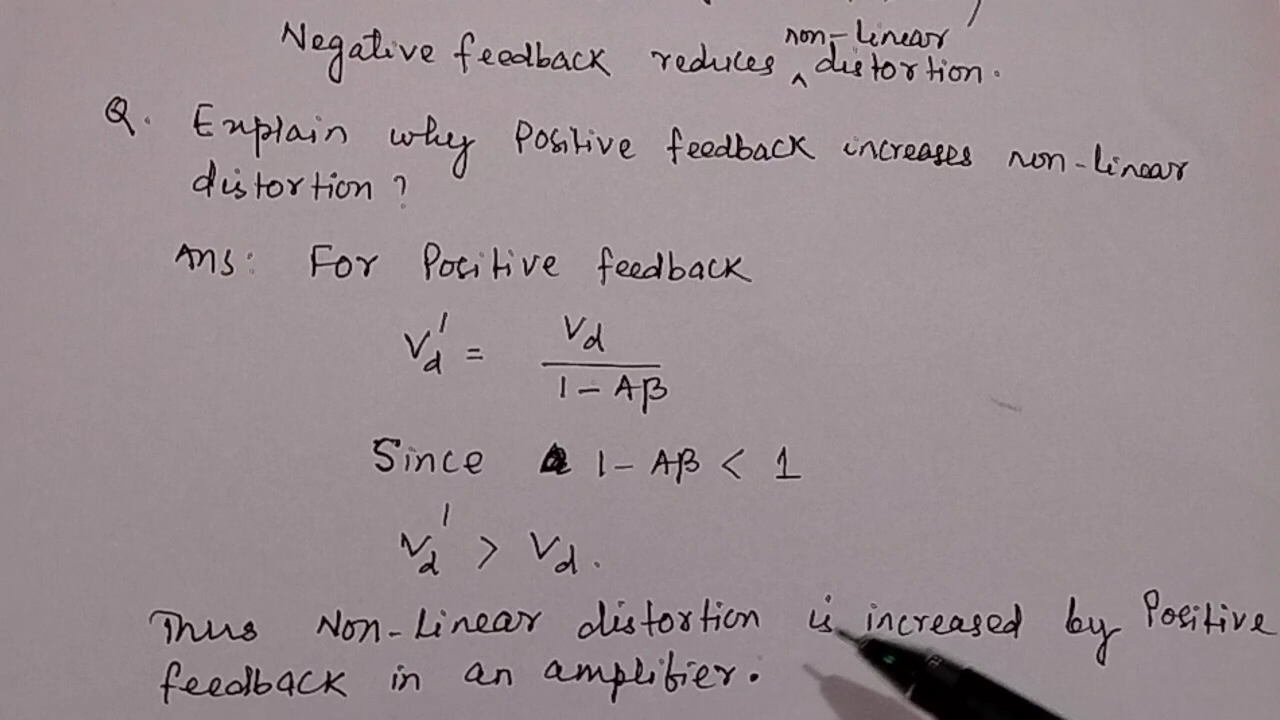 Negative feedback reduces non-linear distortion.
Q. Explain why Positive feedback increases non-linear
distortion?
Ans: For Positive feedback
Vd' = Vd / (1 - Aβ)
Since 1 - Aβ < 1
Vd' > Vd.
Thus Non-Linear distortion is increased by Positive
feedback in an amplifier.